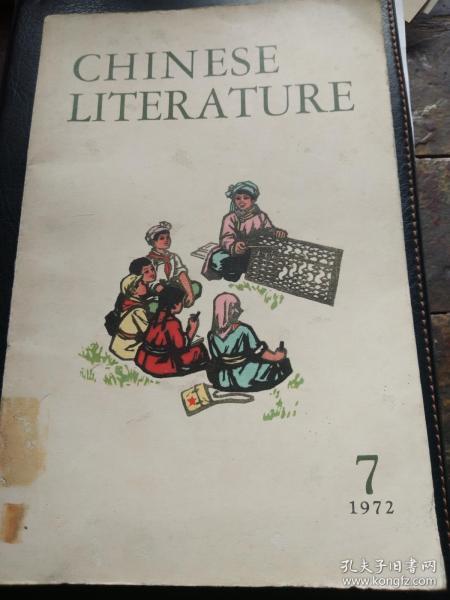 CHINESE
LITERATURE
7
1972
孔夫子旧书网
www.kongfz.com